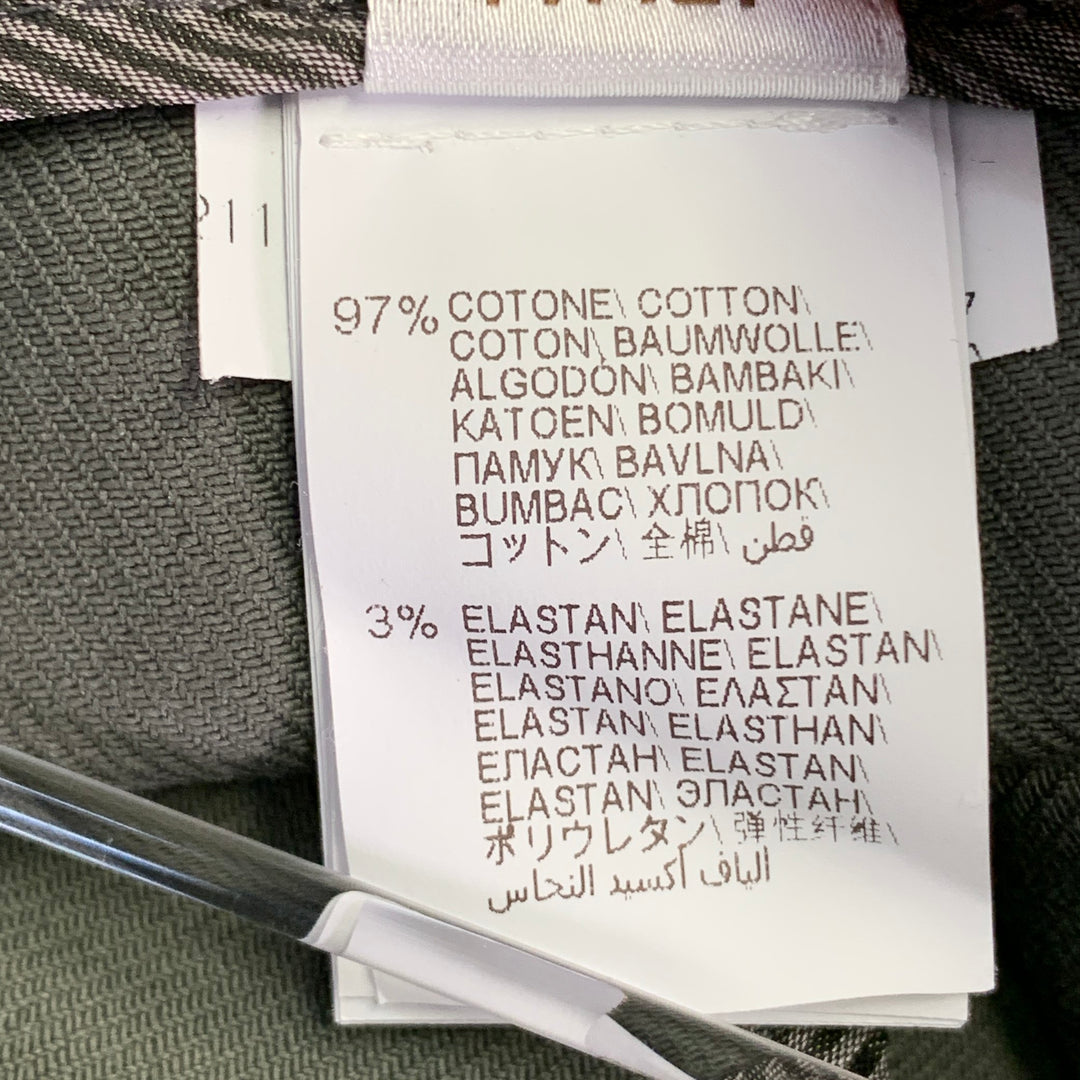 211
97% COTONE\ COTTON\
COTON\ BAUMWOLLE\
ALGODÓN\ BAMBAKI\
KATOEN\ BOMULD\
ПАМУК\ BAVLNA\
BUMBAC\ ХЛОПОК\
コットン\ 全棉\ قطن
3% ELASTAN\ ELASTANE\
ELASTHANNE\ ELASTAN\
ELASTANO\ ΕΛΑΣΤΑΝ\
ELASTAN\ ELASTHAN\
ЕЛАСТАН\ ELASTAN\
ELASTAN\ ЭЛАСТАН\
ポリウレタン\ 弹性纤维\
الياف أكسيد النحاس